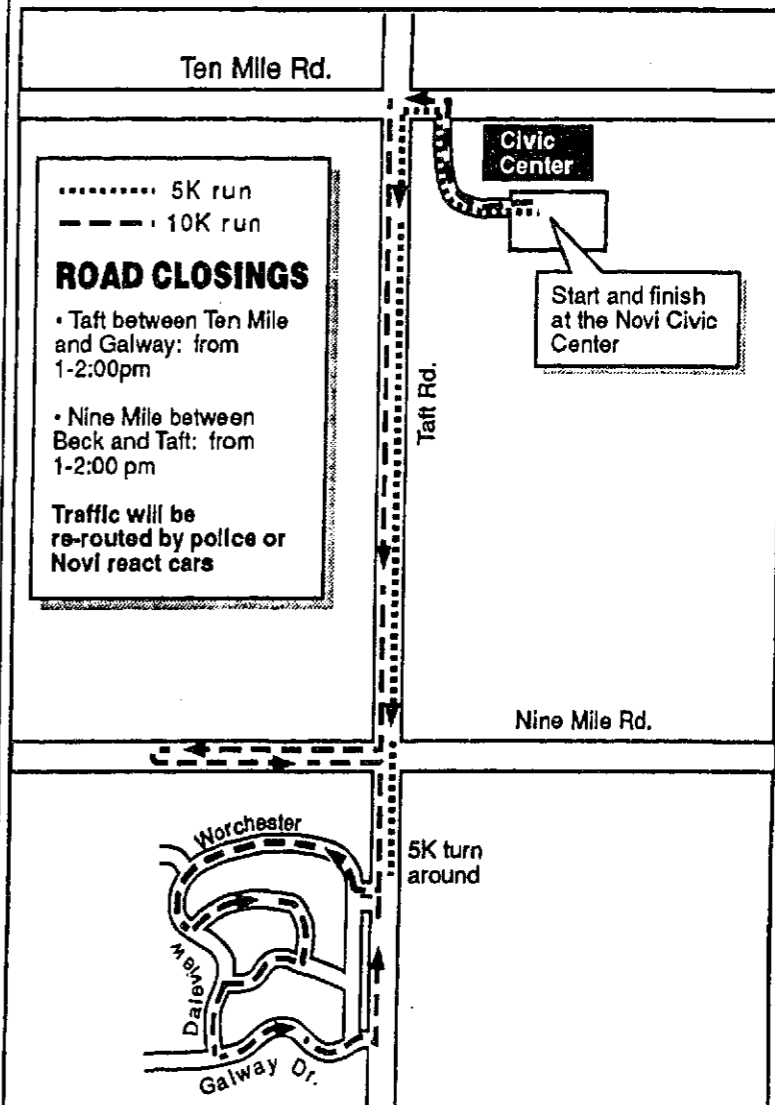 Ten Mile Rd.
Civic
Center
5K run
10K run
ROAD CLOSINGS
• Taft between Ten Mile
and Galway: from
1-2:00pm
• Nine Mile between
Beck and Taft: from
1-2:00 pm
Traffic will be
re-routed by police or
Novi react cars
Start and finish
at the Novi Civic
Center
Taft Rd.
Nine Mile Rd.
Worchester
5K turn
around
Daleview
Galway Dr.